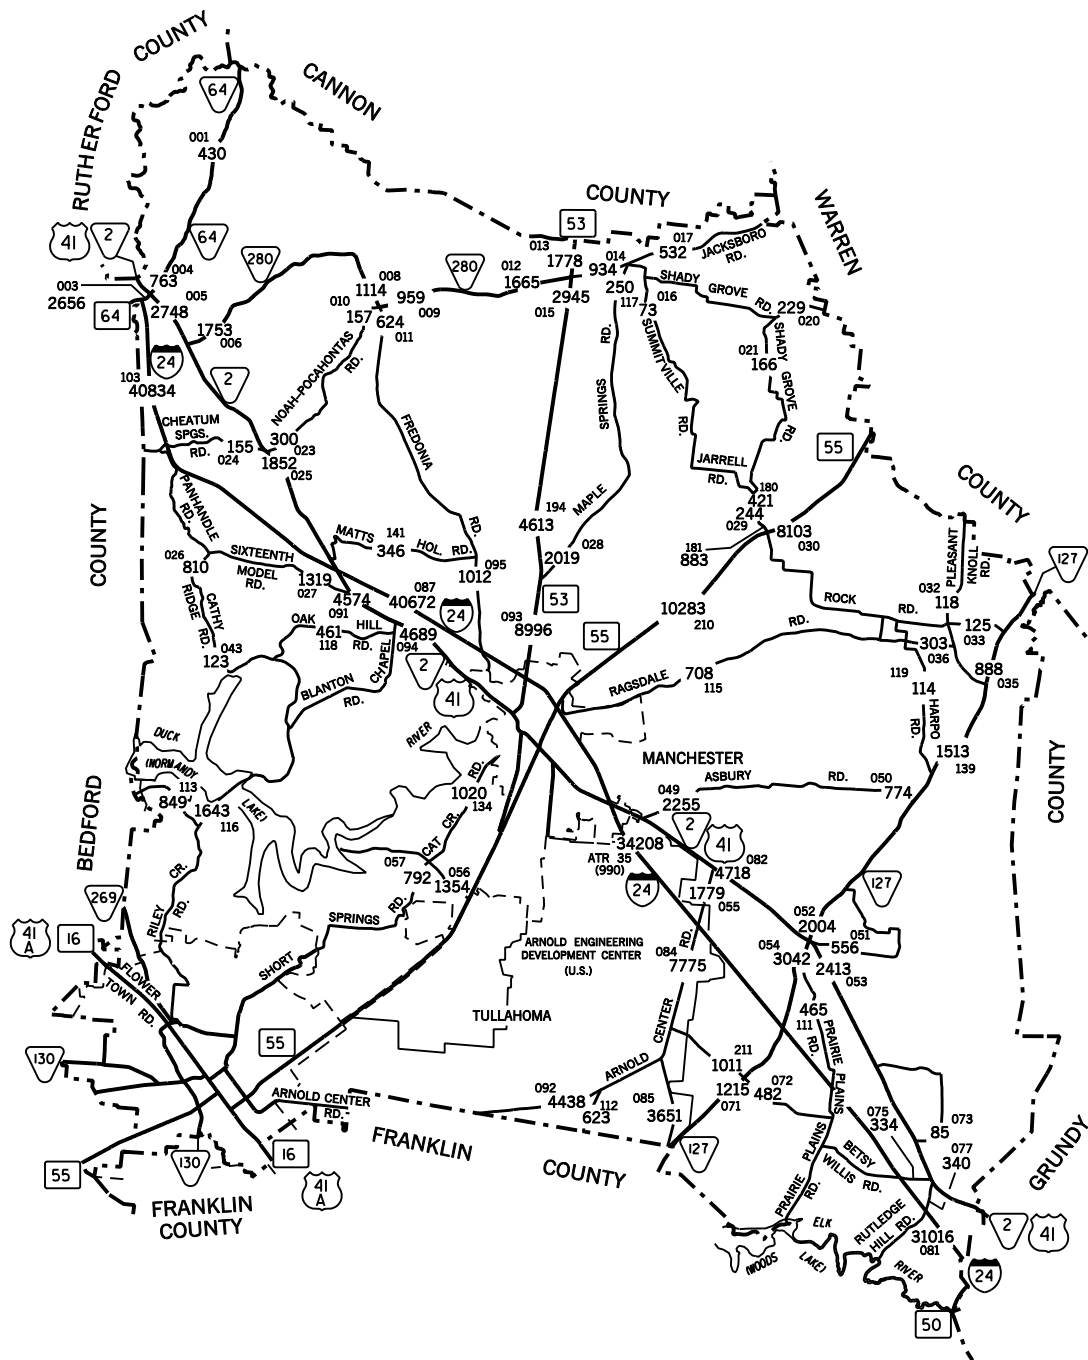 COUNTY
64
CANNON
RUTHERFORD
001
430
COUNTY
53
WARREN
41
2
64
280
280
013
1778
014
934
017
532
JACKSBORO
RD.
004
763
003
2656
005
2748
64
008
1114
010
157
959
009
012
1665
2945
015
250
117
73
SHADY
GROVE
RD.
016
229
020
1753
006
624
011
24
103
40834
2
NOAH-POCAHONTAS
RD.
RD.
SPRINGS
MAPLE
SUMMITVILLE
RD.
021
166
SHADY GROVE
RD.
CHEATUM
SPGS.
RD.
155
024
300
023
1852
025
FREDONIA
RD.
JARRELL
RD.
55
180
421
244
029
8103
030
COUNTY
COUNTY
PANHANDLE
RD.
MATTS
141
346
HOL. RD.
194
4613
2019
028
181
883
PLEASANT
KNOLL
RD.
127
026
810
SIXTEENTH
MODEL
RD.
1319
027
095
1012
4574
091
087
40672
24
53
093
8996
10283
210
032
118
ROCK
RD.
125
033
CATHY
RIDGE RD.
OAK
HILL
461
118
RD.
4689
094
55
RD.
303
036
043
123
BLANTON
RD.
CHAPEL
2
41
RAGSDALE
708
115
119
114
888
035
HARPO
RD.
DUCK
RIVER
(NORMANDY
LAKE)
MANCHESTER
1513
139
COUNTY
113
849
1643
116
BEDFORD
RD.
1020
134
CAT CR.
ASBURY
RD.
049
2255
050
774
2
41
34208
ATR 35
(990)
24
082
4718
057
792
056
1354
1779
055
127
269
41
A
16
RILEY
CR.
RD.
SPRINGS
RD.
SHORT
ARNOLD ENGINEERING
DEVELOPMENT CENTER
(U.S.)
084
7775
RD.
052
2004
051
556
054
3042
2413
053
FLOWER
TOWN RD.
TULLAHOMA
465
111
RD.
PRAIRIE
PLAINS
55
130
CENTER
ARNOLD
211
1011
1215
071
072
482
ARNOLD CENTER
RD.
092
4438
112
623
085
3651
075
334
073
85
077
340
FRANKLIN
COUNTY
127
PLAINS
PRAIRIE
RD.
BETSY
WILLIS
RD.
GRUNDY
55
130
16
41
A
FRANKLIN
COUNTY
ELK
RIVER
(WOODS
LAKE)
RUTLEDGE
HILL RD.
31016
081
2
41
24
50